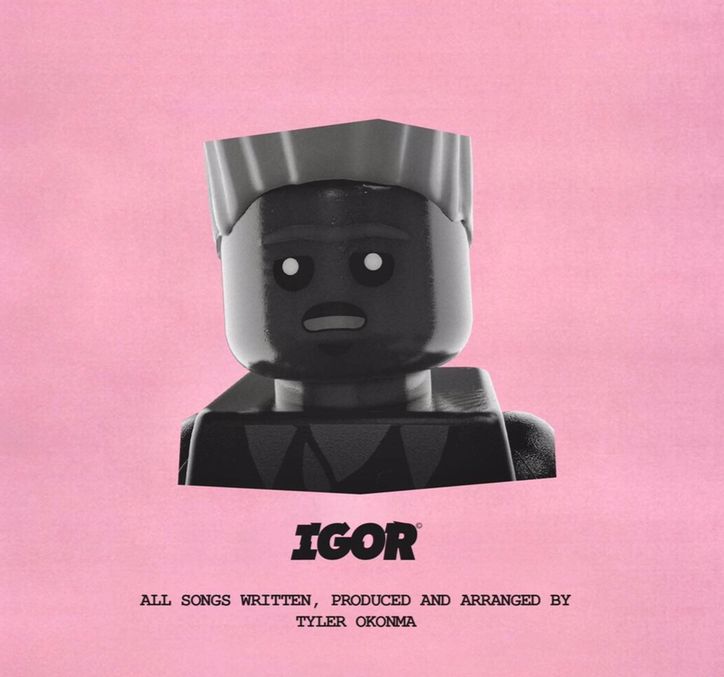 IGOR©
ALL SONGS WRITTEN, PRODUCED AND ARRANGED BY
TYLER OKONMA